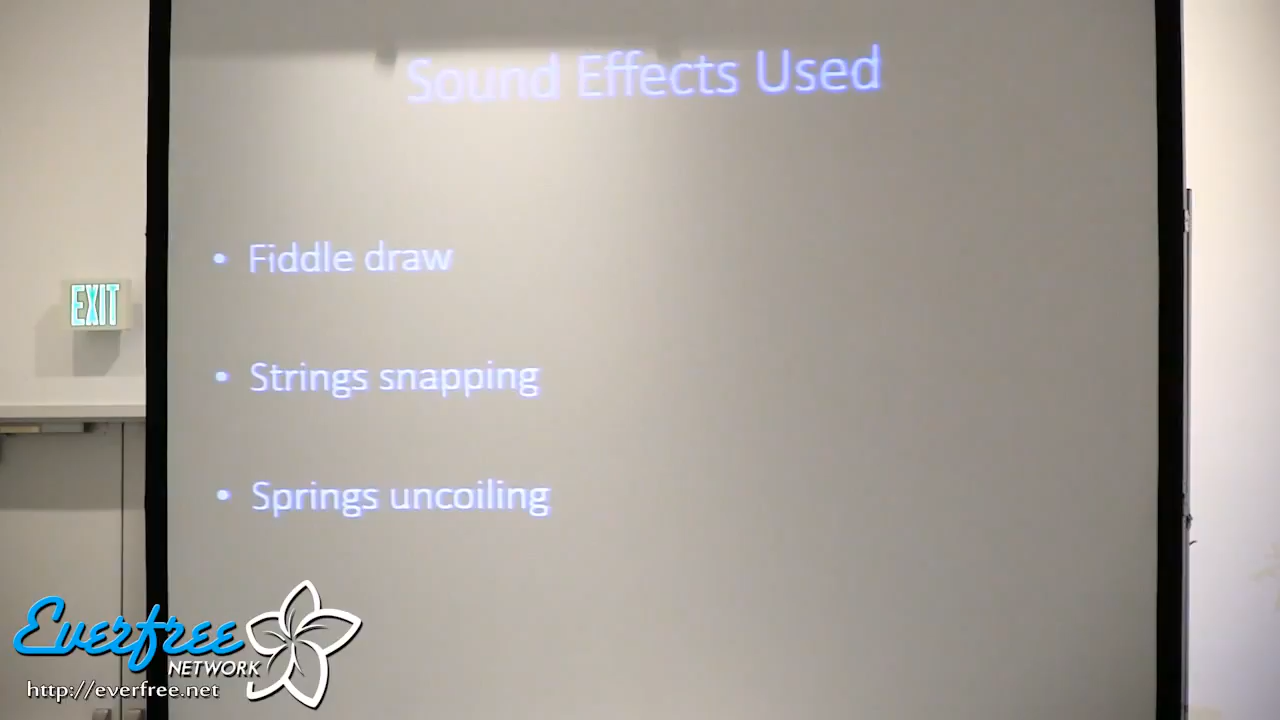 Sound Effects Used
• Fiddle draw
EXIT
• Strings snapping
• Springs uncoiling
Everfree
NETWORK
http://everfree.net